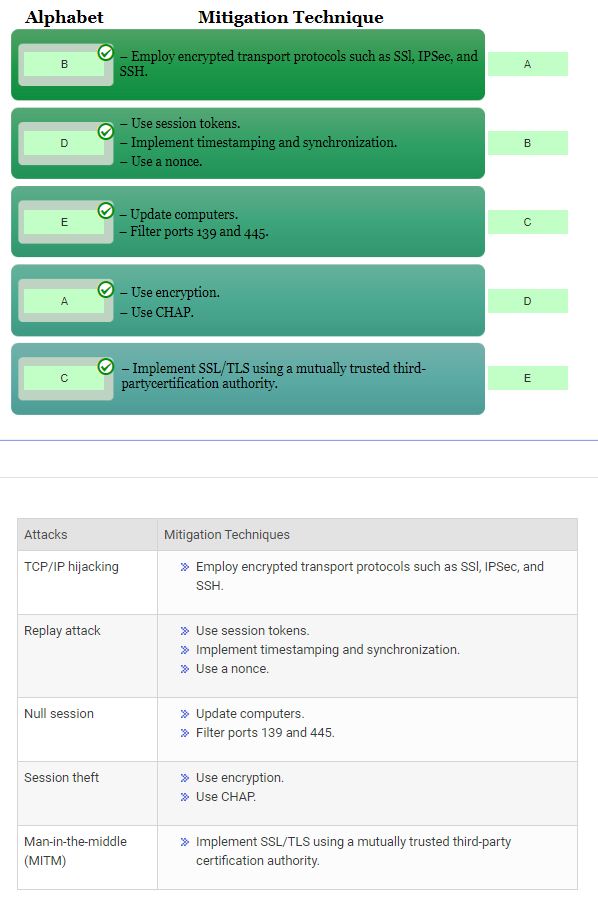 Alphabet Mitigation Technique
B – Employ encrypted transport protocols such as SSl, IPSec, and A
SSH.
– Use session tokens.
D – Implement timestamping and synchronization. B
– Use a nonce.
E – Update computers. C
– Filter ports 139 and 445.
A – Use encryption. D
– Use CHAP.
C – Implement SSL/TLS using a mutually trusted third- E
partycertification authority.
Attacks Mitigation Techniques
TCP/IP hijacking Employ encrypted transport protocols such as SSl, IPSec, and
SSH.
Replay attack Use session tokens.
Implement timestamping and synchronization.
Use a nonce.
Null session Update computers.
Filter ports 139 and 445.
Session theft Use encryption.
Use CHAP.
Man-in-the-middle Implement SSL/TLS using a mutually trusted third-party
(MITM) certification authority.